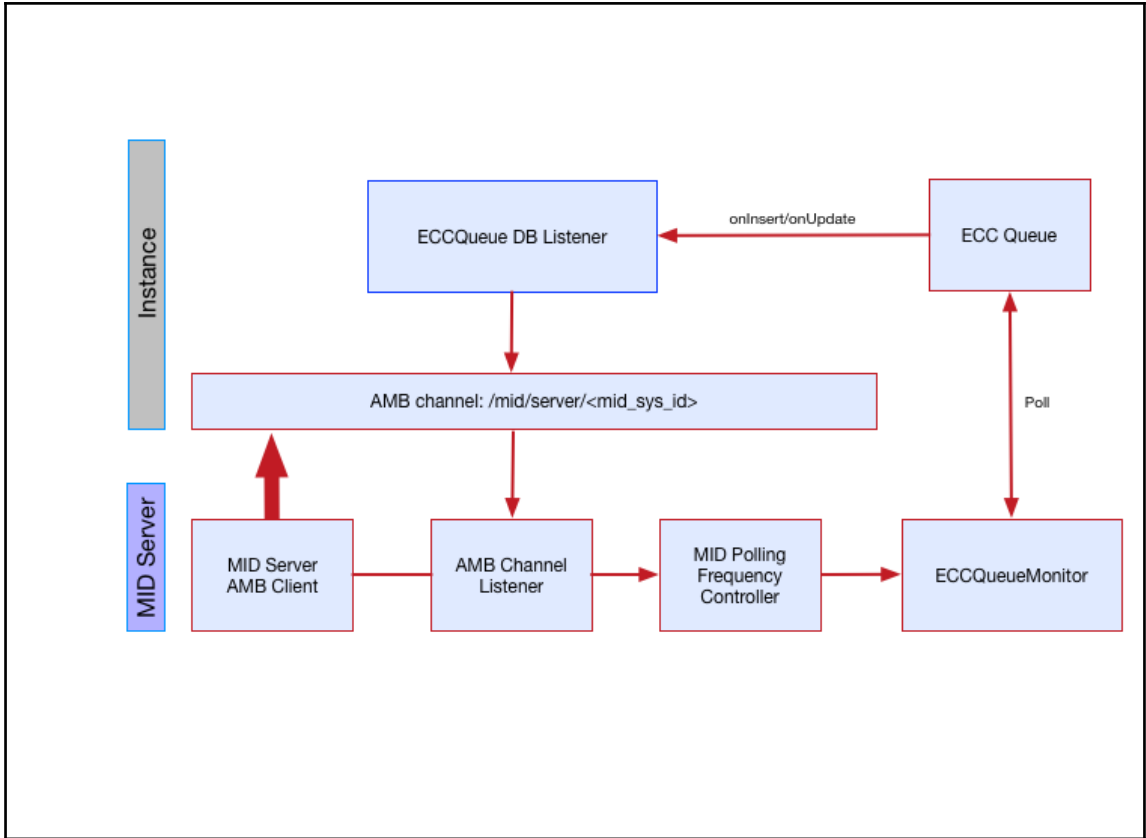 Instance
ECCQueue DB Listener
onInsert/onUpdate
ECC Queue
AMB channel: /mid/server/<mid_sys_id>
Poll
MID Server
MID Server
AMB Client
AMB Channel
Listener
MID Polling
Frequency
Controller
ECCQueueMonitor